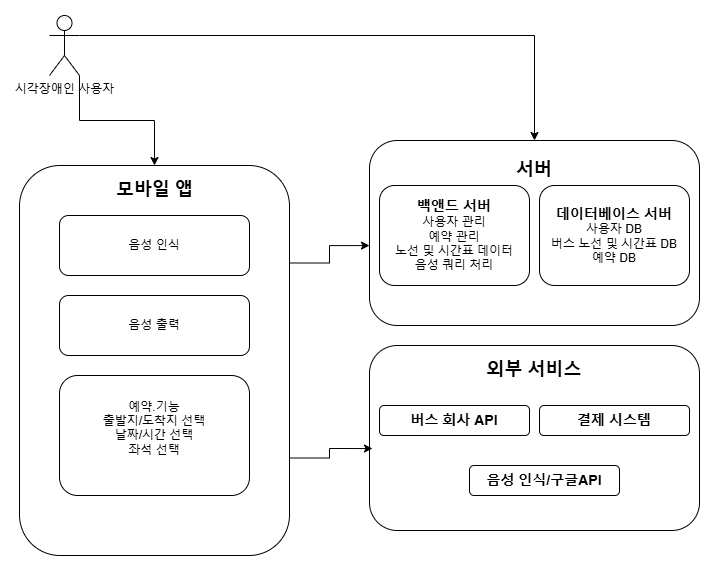 시각장애인 사용자
모바일 앱
음성 인식
음성 출력
예약.기능
출발지/도착지 선택
날짜/시간 선택
좌석 선택
서버
백앤드 서버
사용자 관리
예약 관리
노선 및 시간표 데이터
음성 쿼리 처리
데이터베이스 서버
사용자 DB
버스 노선 및 시간표 DB
예약 DB
외부 서비스
버스 회사 API
결제 시스템
음성 인식/구글API